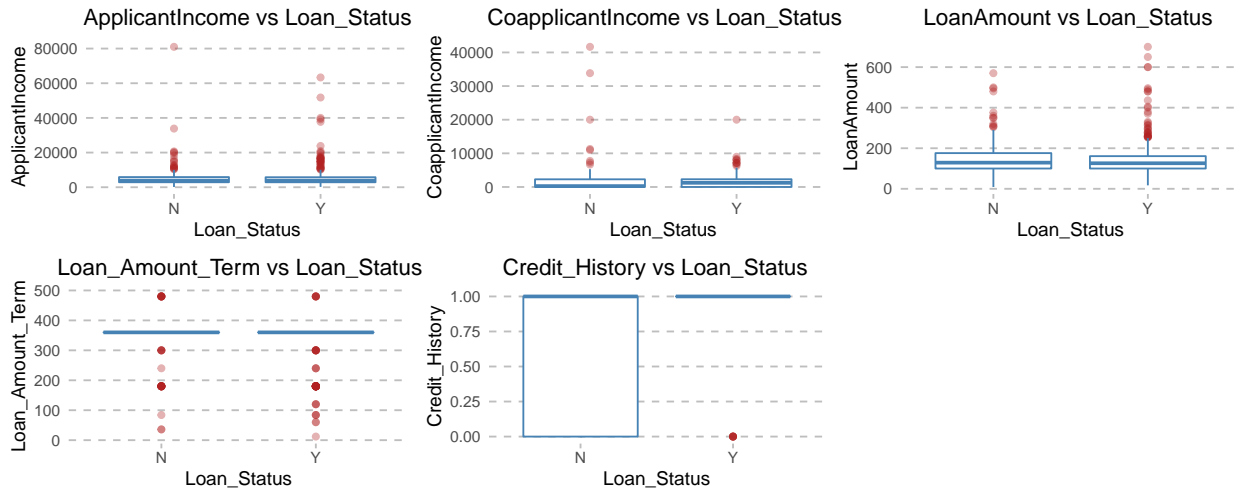 ApplicantIncome vs Loan_Status
ApplicantIncome
80000
60000
40000
20000
0
N
Y
Loan_Status
CoapplicantIncome vs Loan_Status
CoapplicantIncome
40000
30000
20000
10000
0
N
Y
Loan_Status
LoanAmount vs Loan_Status
LoanAmount
600
400
200
0
N
Y
Loan_Status
Loan_Amount_Term vs Loan_Status
Loan_Amount_Term
500
400
300
200
100
0
N
Y
Loan_Status
Credit_History vs Loan_Status
Credit_History
1.00
0.75
0.50
0.25
0.00
N
Y
Loan_Status